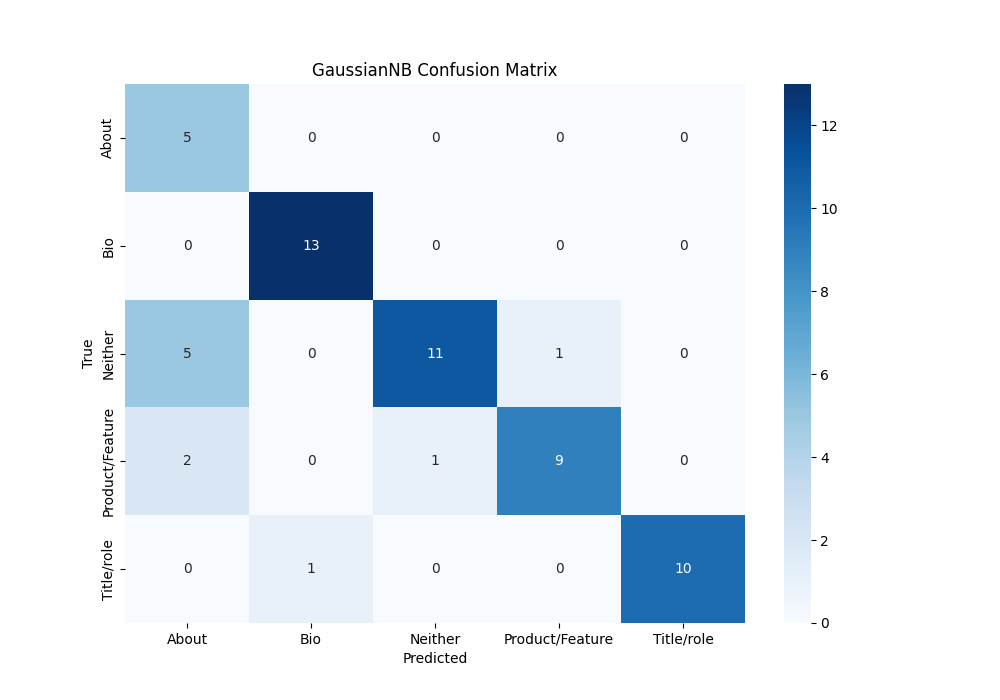 GaussianNB Confusion Matrix
True
About
5 0 0 0 0
Bio
0 13 0 0 0
Neither
5 0 11 1 0
Product/Feature
2 0 1 9 0
Title/role
0 1 0 0 10
About Bio Neither Product/Feature Title/role
Predicted
12
10
8
6
4
2
0